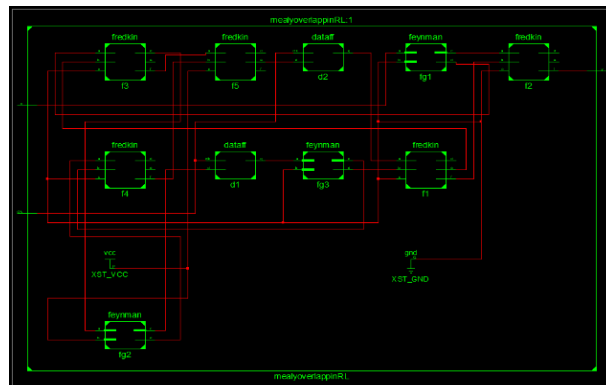 mealyoverlappinRL:1
fredkin fredkin dataff feynman fredkin
f3 f5 d2 fg1 f2
fredkin dataff feynman fredkin
f4 d1 fg3 f1
vcc gnd
XST_VCC XST_GND
feynman
fg2
mealyoverlappinRL